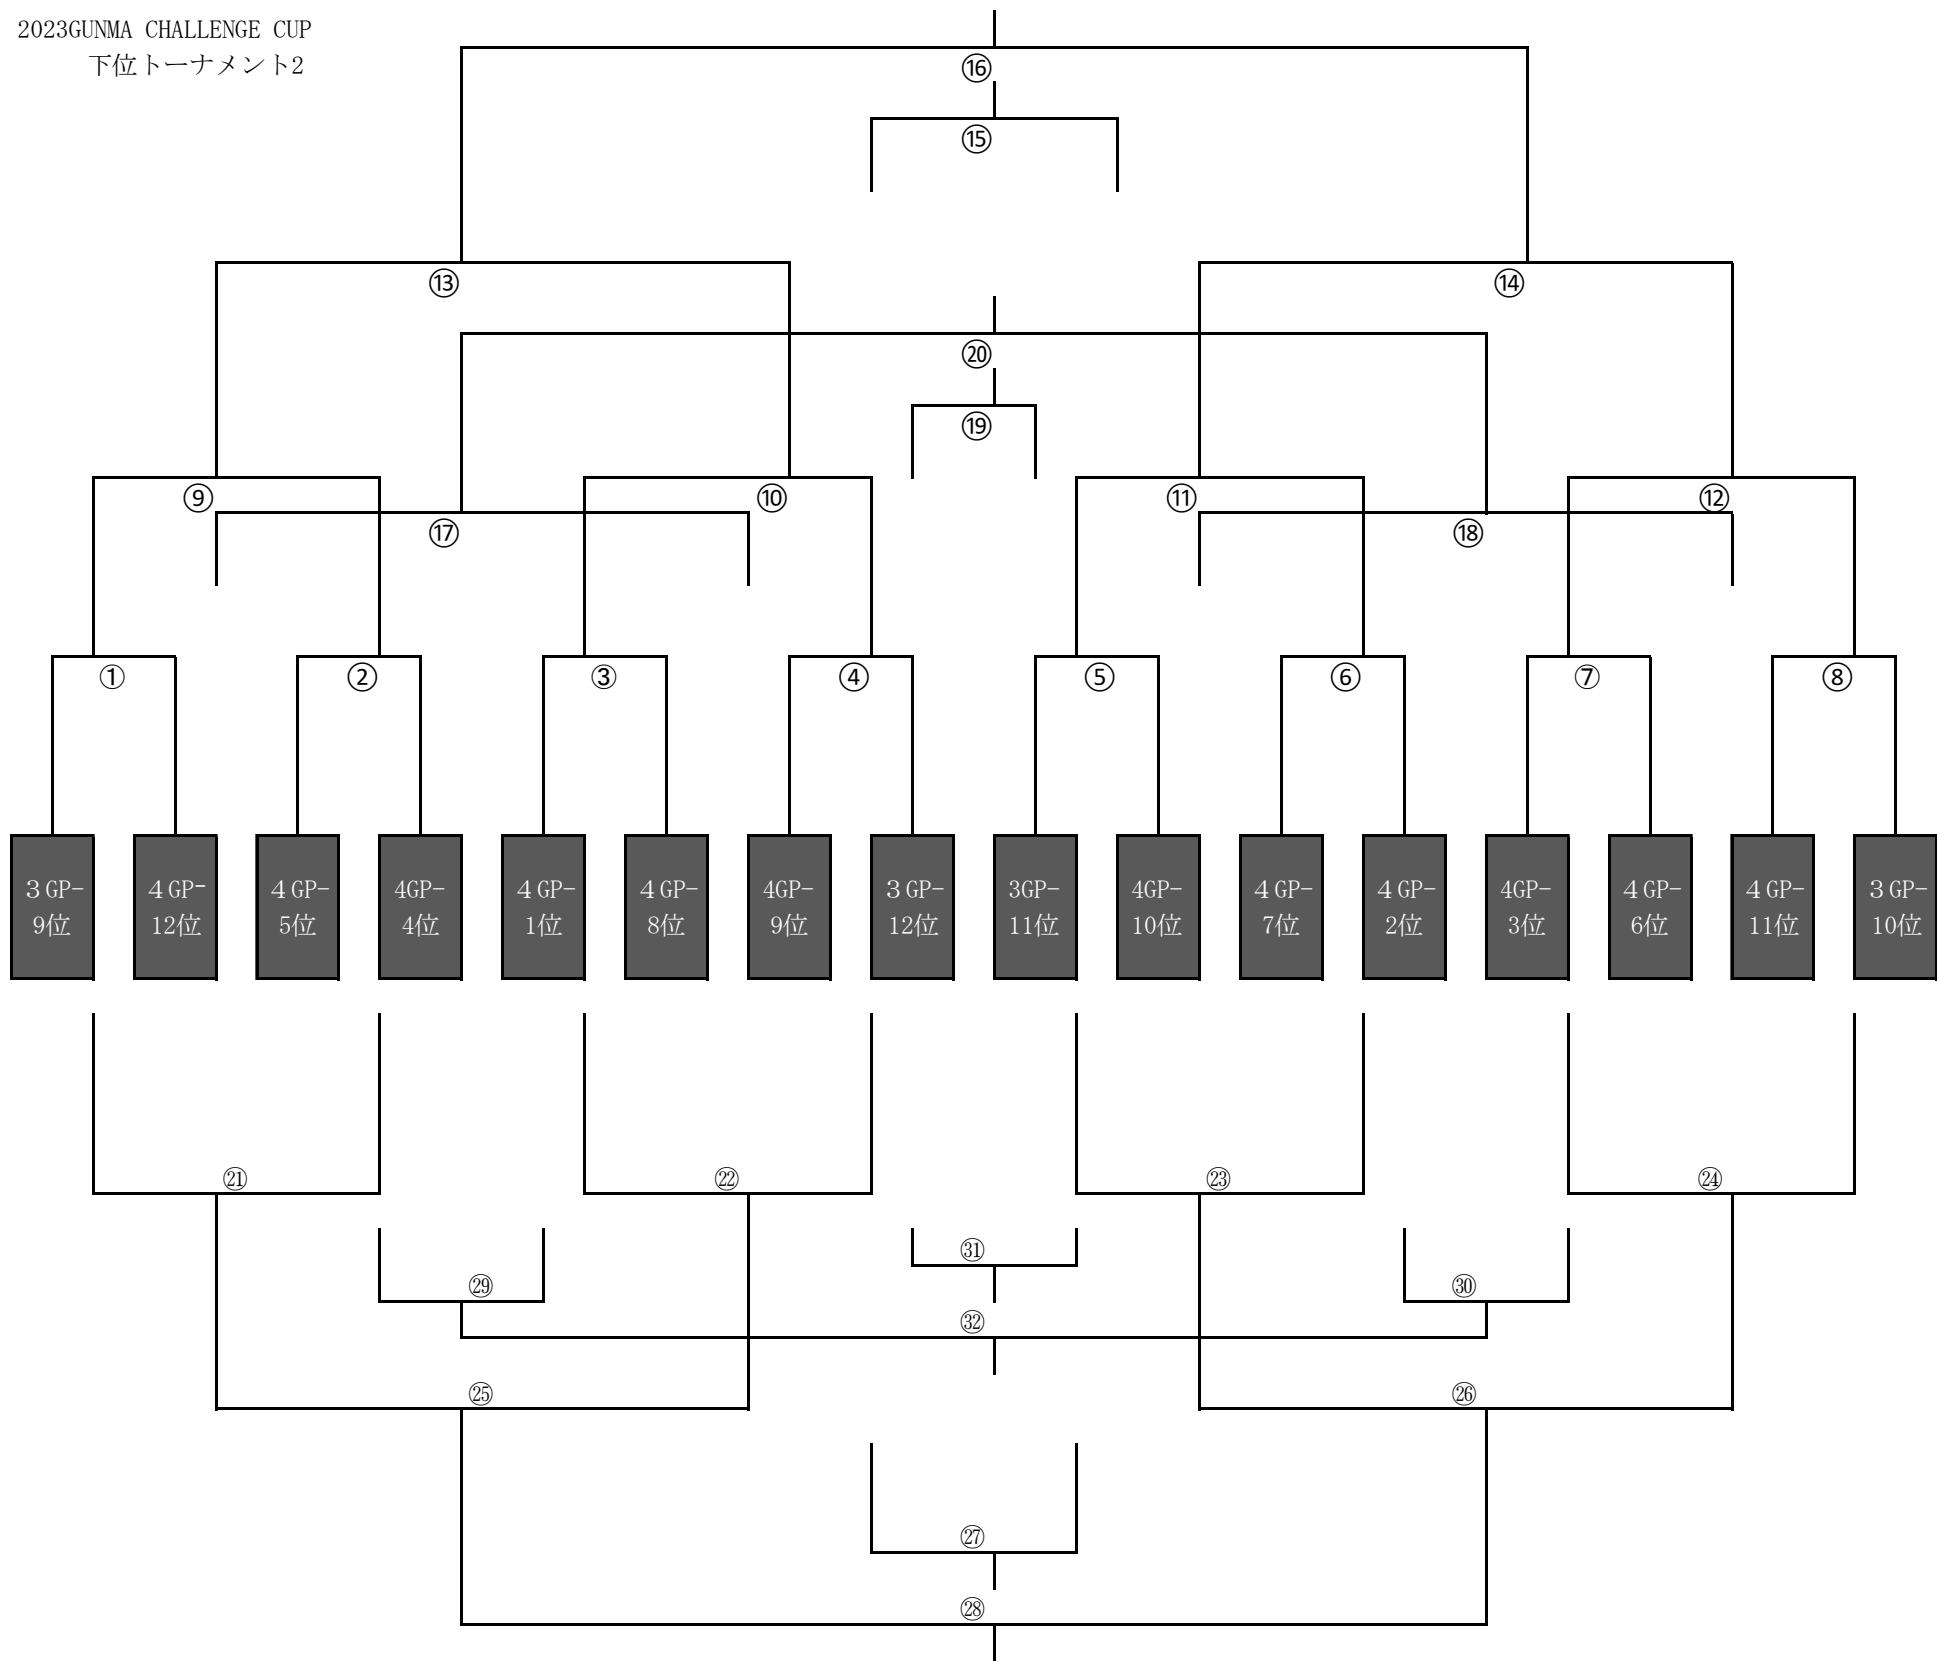 2023GUNMA CHALLENGE CUP
下位トーナメント2
⑯
⑮
⑬
⑭
⑳
⑲
⑨
⑩
⑪
⑫
⑰
⑱
①
②
③
④
⑤
⑥
⑦
⑧
３GP-
9位
４GP-
12位
４GP-
5位
4GP-
4位
４GP-
1位
４GP-
8位
4GP-
9位
３GP-
12位
3GP-
11位
4GP-
10位
４GP-
7位
４GP-
2位
4GP-
3位
４GP-
6位
４GP-
11位
３GP-
10位
㉑
㉒
㉓
㉔
㉛
㉙
㉚
㉜
㉕
㉖
㉗
㉘